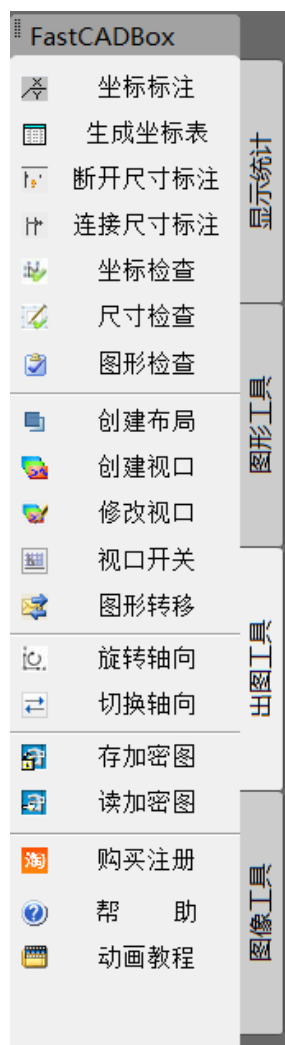 FastCADBox
坐标标注
生成坐标表
断开尺寸标注
连接尺寸标注
坐标检查
尺寸检查
图形检查
创建布局
创建视口
修改视口
视口开关
图形转移
旋转轴向
切换轴向
存加密图
读加密图
淘
购买注册
帮 助
动画教程
显示统计
图形工具
出图工具
图像工具